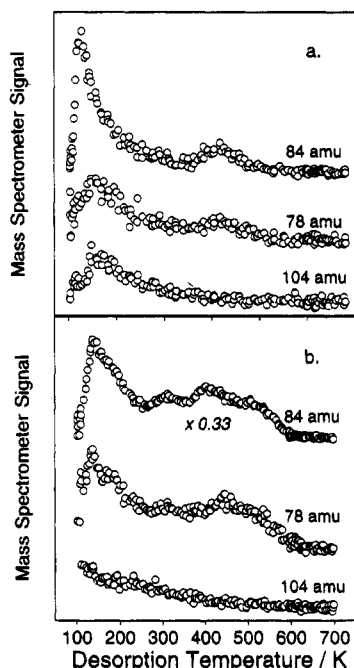 Mass Spectrometer Signal
a.
84 amu
78 amu
104 amu
Mass Spectrometer Signal
b.
84 amu
x 0.33
78 amu
104 amu
100 200 300 400 500 600 700
Desorption Temperature / K